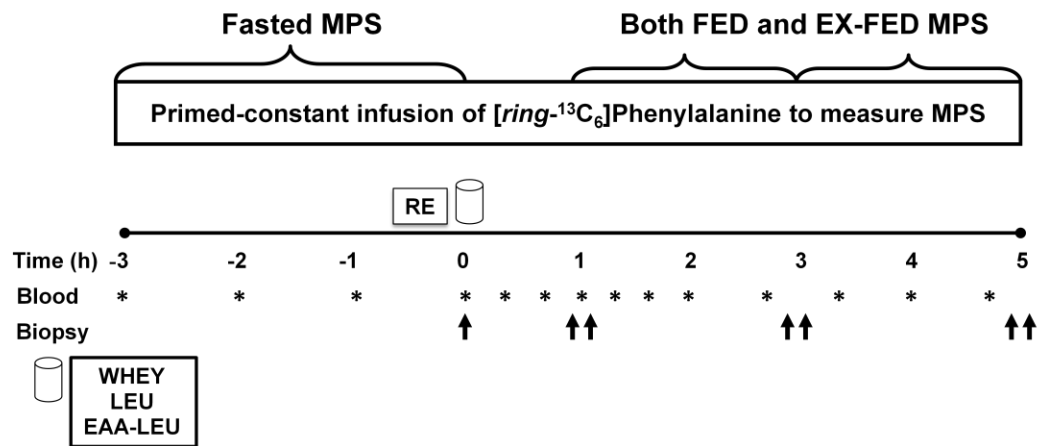 Fasted MPS
Both FED and EX-FED MPS
Primed-constant infusion of [ring-¹³C₆]Phenylalanine to measure MPS
RE
Time (h) -3 -2 -1 0 1 2 3 4 5
Blood * * * * * * * * * * * * * *
Biopsy
WHEY
LEU
EAA-LEU